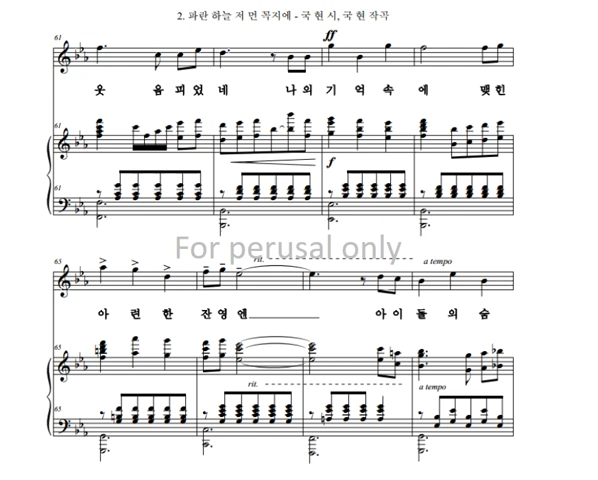 2. 파란 하늘 저 먼 꼭지에 - 국 현 시, 국 현 작곡
61
ff
웃 음 피 었 네 나 의 기 억 속 에 맺 힌
61
f
61
For perusal only
65
rit.
a tempo
아 련 한 잔 영 엔 아 이 들 의 숨
65
rit.
a tempo
65